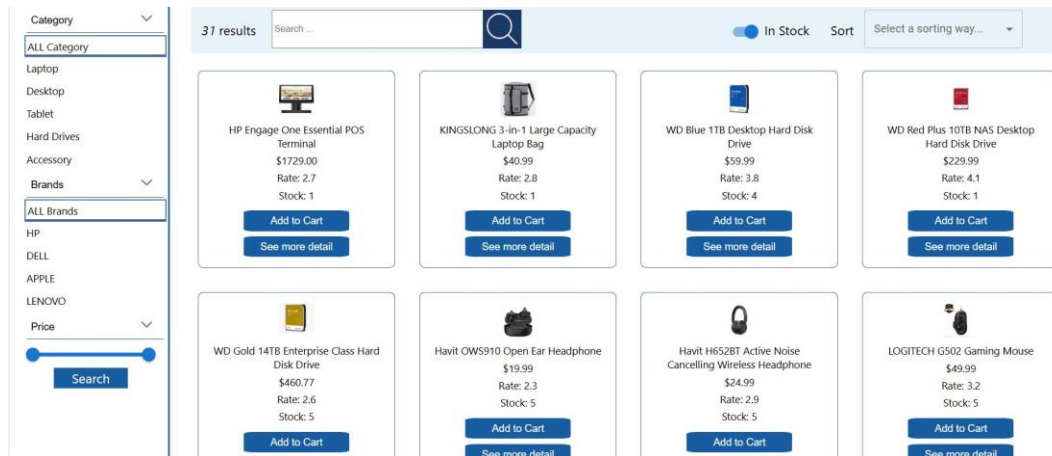 Category
ALL Category
Laptop
Desktop
Tablet
Hard Drives
Accessory
Brands
ALL Brands
HP
DELL
APPLE
LENOVO
Price
Search
31 results
Search ...
In Stock
Sort
Select a sorting way...
HP Engage One Essential POS
Terminal
$1729.00
Rate: 2.7
Stock: 1
Add to Cart
See more detail
KINGSLONG 3-in-1 Large Capacity
Laptop Bag
$40.99
Rate: 2.8
Stock: 1
Add to Cart
See more detail
WD Blue 1TB Desktop Hard Disk
Drive
$59.99
Rate: 3.8
Stock: 4
Add to Cart
See more detail
WD Red Plus 10TB NAS Desktop
Hard Disk Drive
$229.99
Rate: 4.1
Stock: 1
Add to Cart
See more detail
WD Gold 14TB Enterprise Class Hard
Disk Drive
$460.77
Rate: 2.6
Stock: 5
Add to Cart
Havit OWS910 Open Ear Headphone
$19.99
Rate: 2.3
Stock: 5
Add to Cart
See more detail
Havit H652BT Active Noise
Cancelling Wireless Headphone
$24.99
Rate: 2.9
Stock: 5
Add to Cart
LOGITECH G502 Gaming Mouse
$49.99
Rate: 3.2
Stock: 5
Add to Cart
See more detail